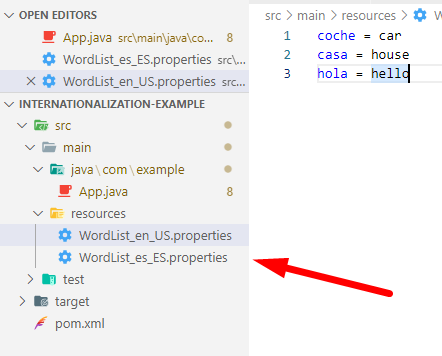 OPEN EDITORS
App.java src\main\java\co... 8
WordList_es_ES.properties src\...
WordList_en_US.properties src...
INTERNATIONALIZATION-EXAMPLE
src
main
java\com\example
App.java 8
resources
WordList_en_US.properties
WordList_es_ES.properties
test
target
pom.xml
src > main > resources > WordL
1 coche = car
2 casa = house
3 hola = hello